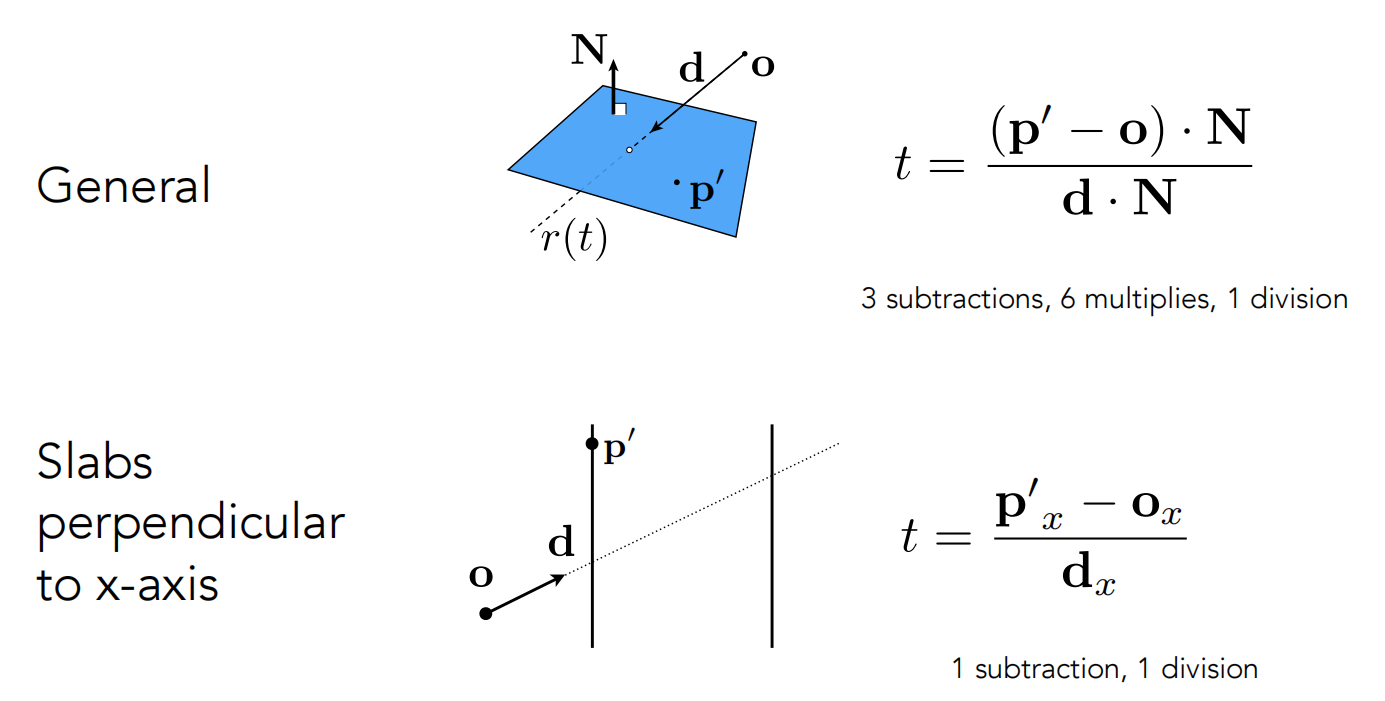 General
N
d
o
p′
r(t)
t = (p′ − o) · N / d · N
3 subtractions, 6 multiplies, 1 division
Slabs
perpendicular
to x-axis
p′
d
o
t = p′ₓ − oₓ / dₓ
1 subtraction, 1 division